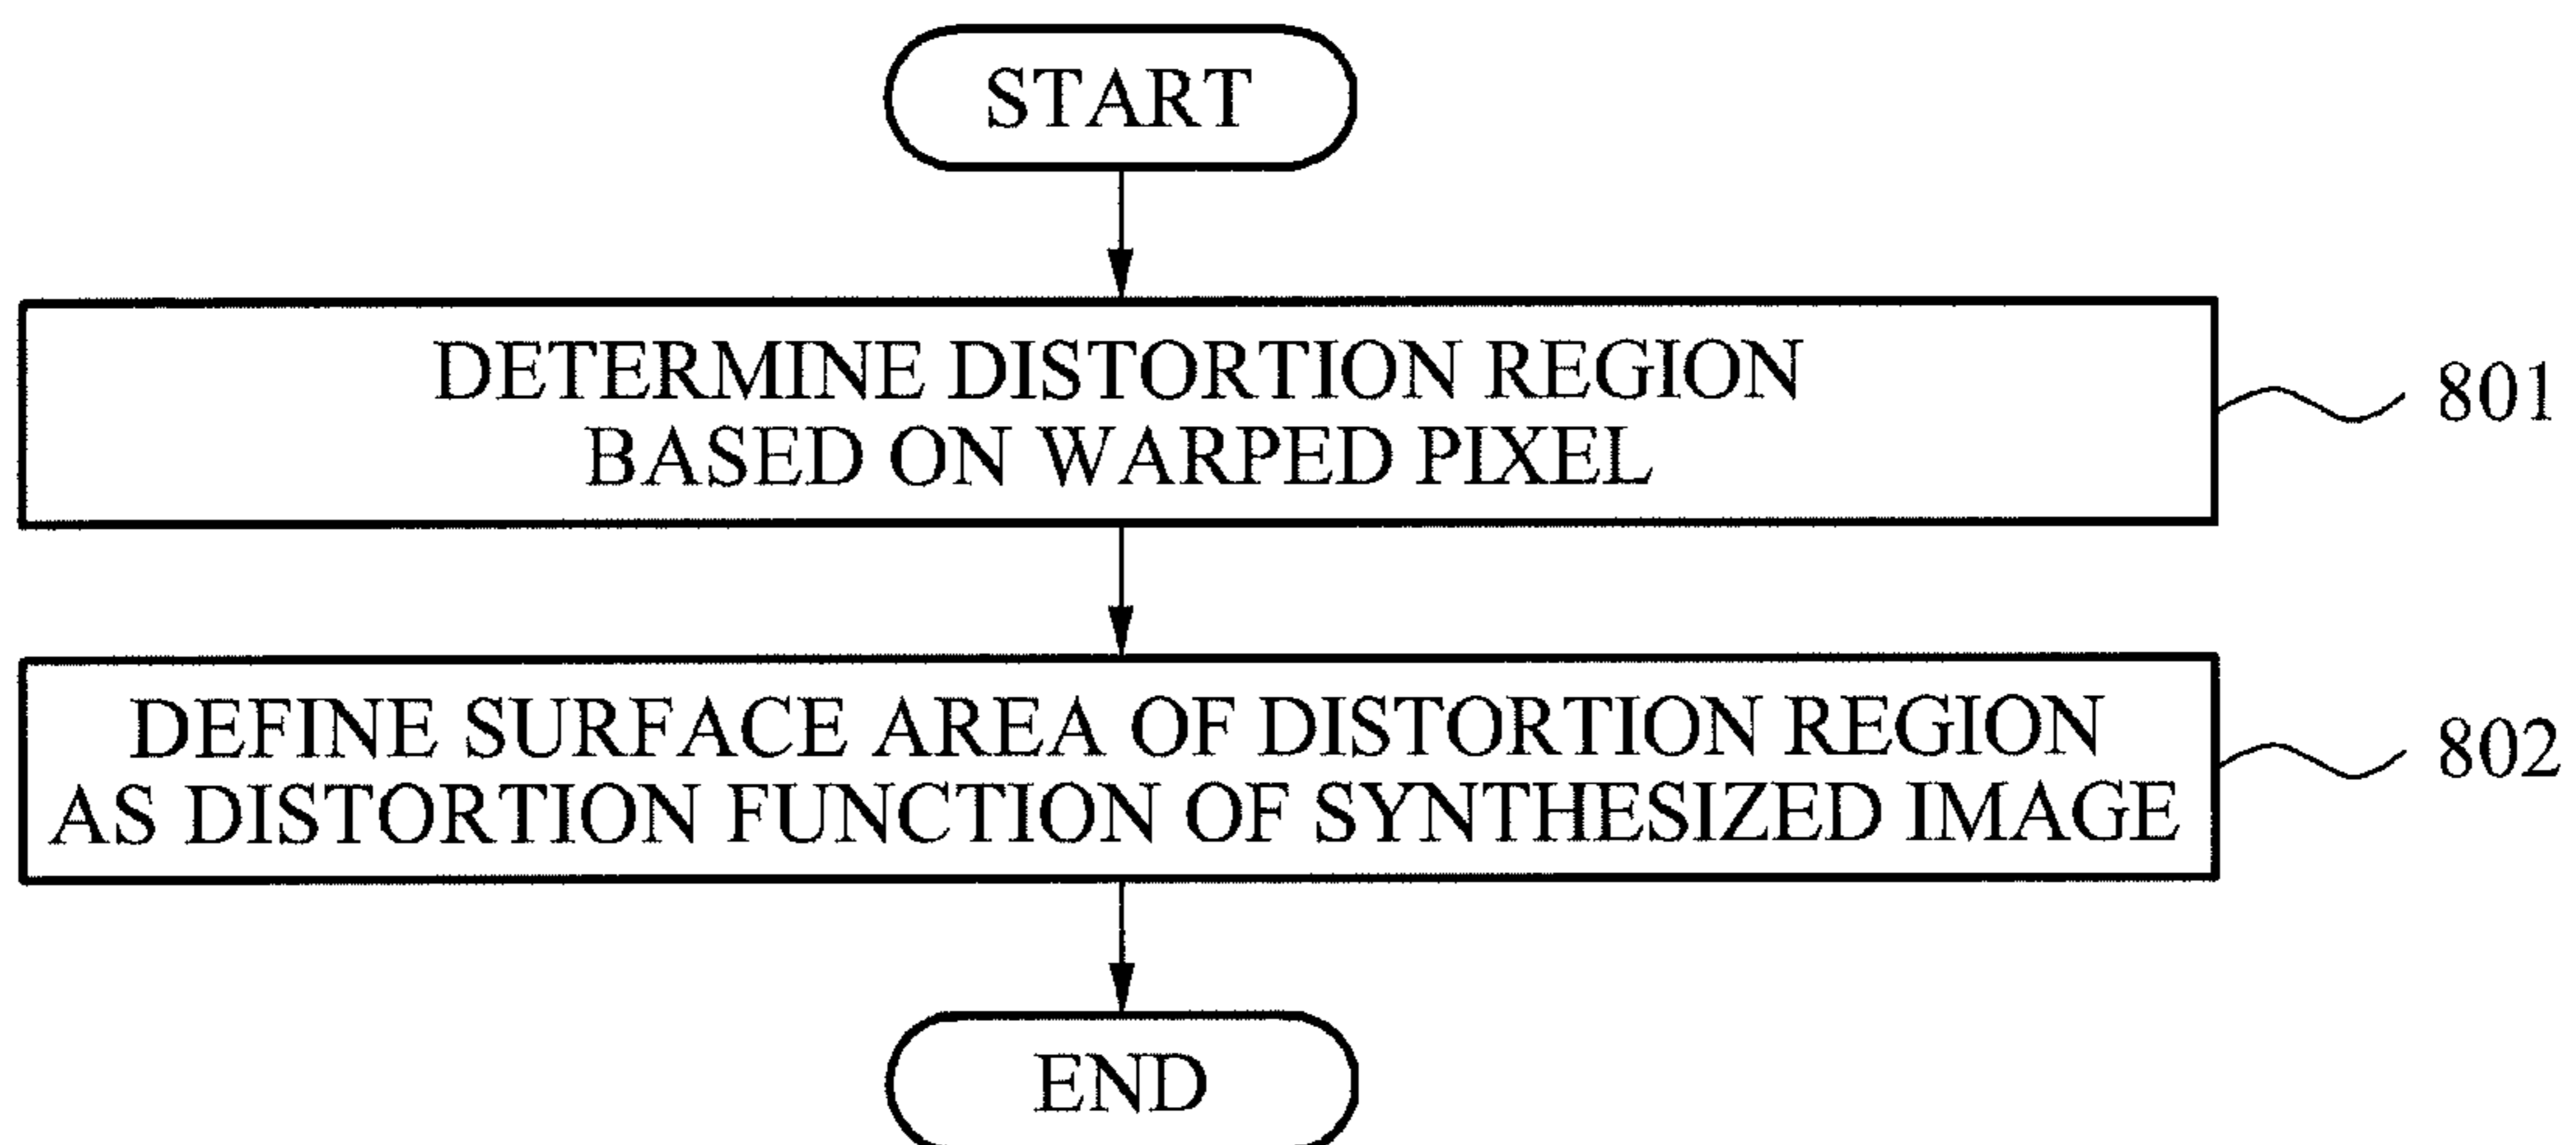 START
DETERMINE DISTORTION REGION
BASED ON WARPED PIXEL
801
DEFINE SURFACE AREA OF DISTORTION REGION
AS DISTORTION FUNCTION OF SYNTHESIZED IMAGE
802
END